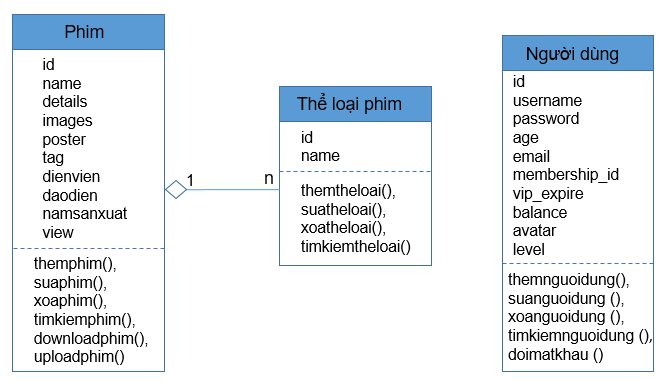 Phim
id
name
details
images
poster
tag
dienvien
daodien
namsanxuat
view
themphim(),
suaphim(),
xoaphim(),
timkiemphim(),
downloadphim(),
uploadphim()
1
n
Thể loại phim
id
name
themtheloai(),
suatheloai(),
xoatheloai(),
timkiemtheloai()
Người dùng
id
username
password
age
email
membership_id
vip_expire
balance
avatar
level
themnguoidung(),
suanguoidung (),
xoanguoidung (),
timkiemnguoidung (),
doimatkhau ()